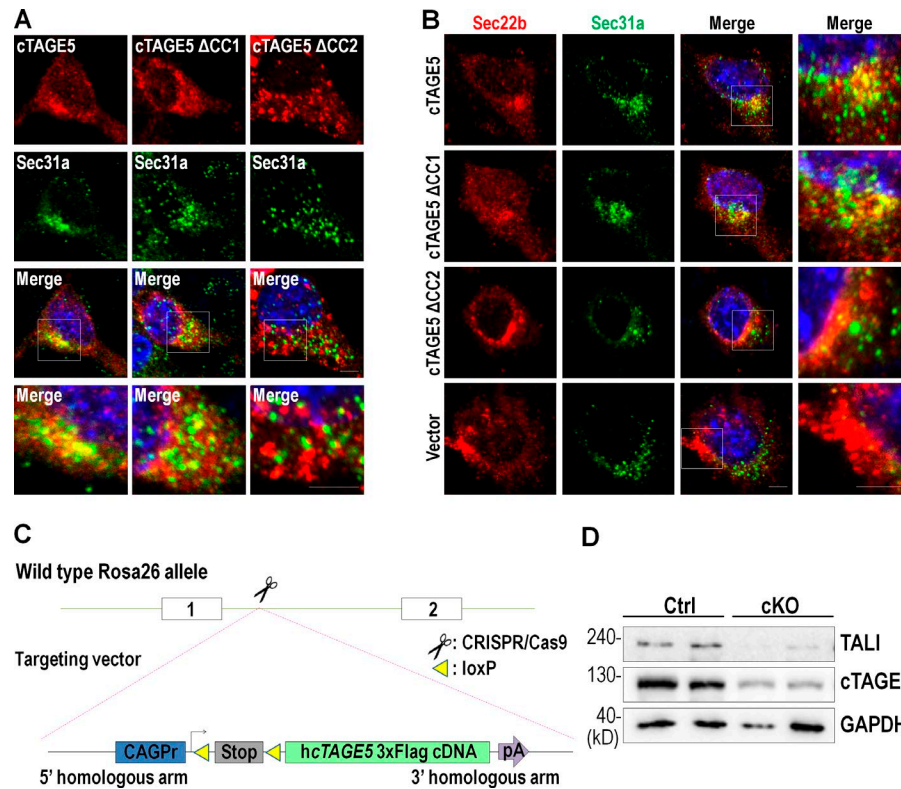 A
cTAGE5 cTAGE5 ΔCC1 cTAGE5 ΔCC2
Sec31a Sec31a Sec31a
Merge Merge Merge
Merge Merge Merge
B
Sec22b Sec31a Merge Merge
cTAGE5
cTAGE5 ΔCC1
cTAGE5 ΔCC2
Vector
C
Wild type Rosa26 allele
1 2
: CRISPR/Cas9
: loxP
Targeting vector
CAGPr Stop hcTAGE5 3xFlag cDNA pA
5' homologous arm 3' homologous arm
D
Ctrl cKO
240- TALI
130- cTAGE
40- GAPDH
(kD)